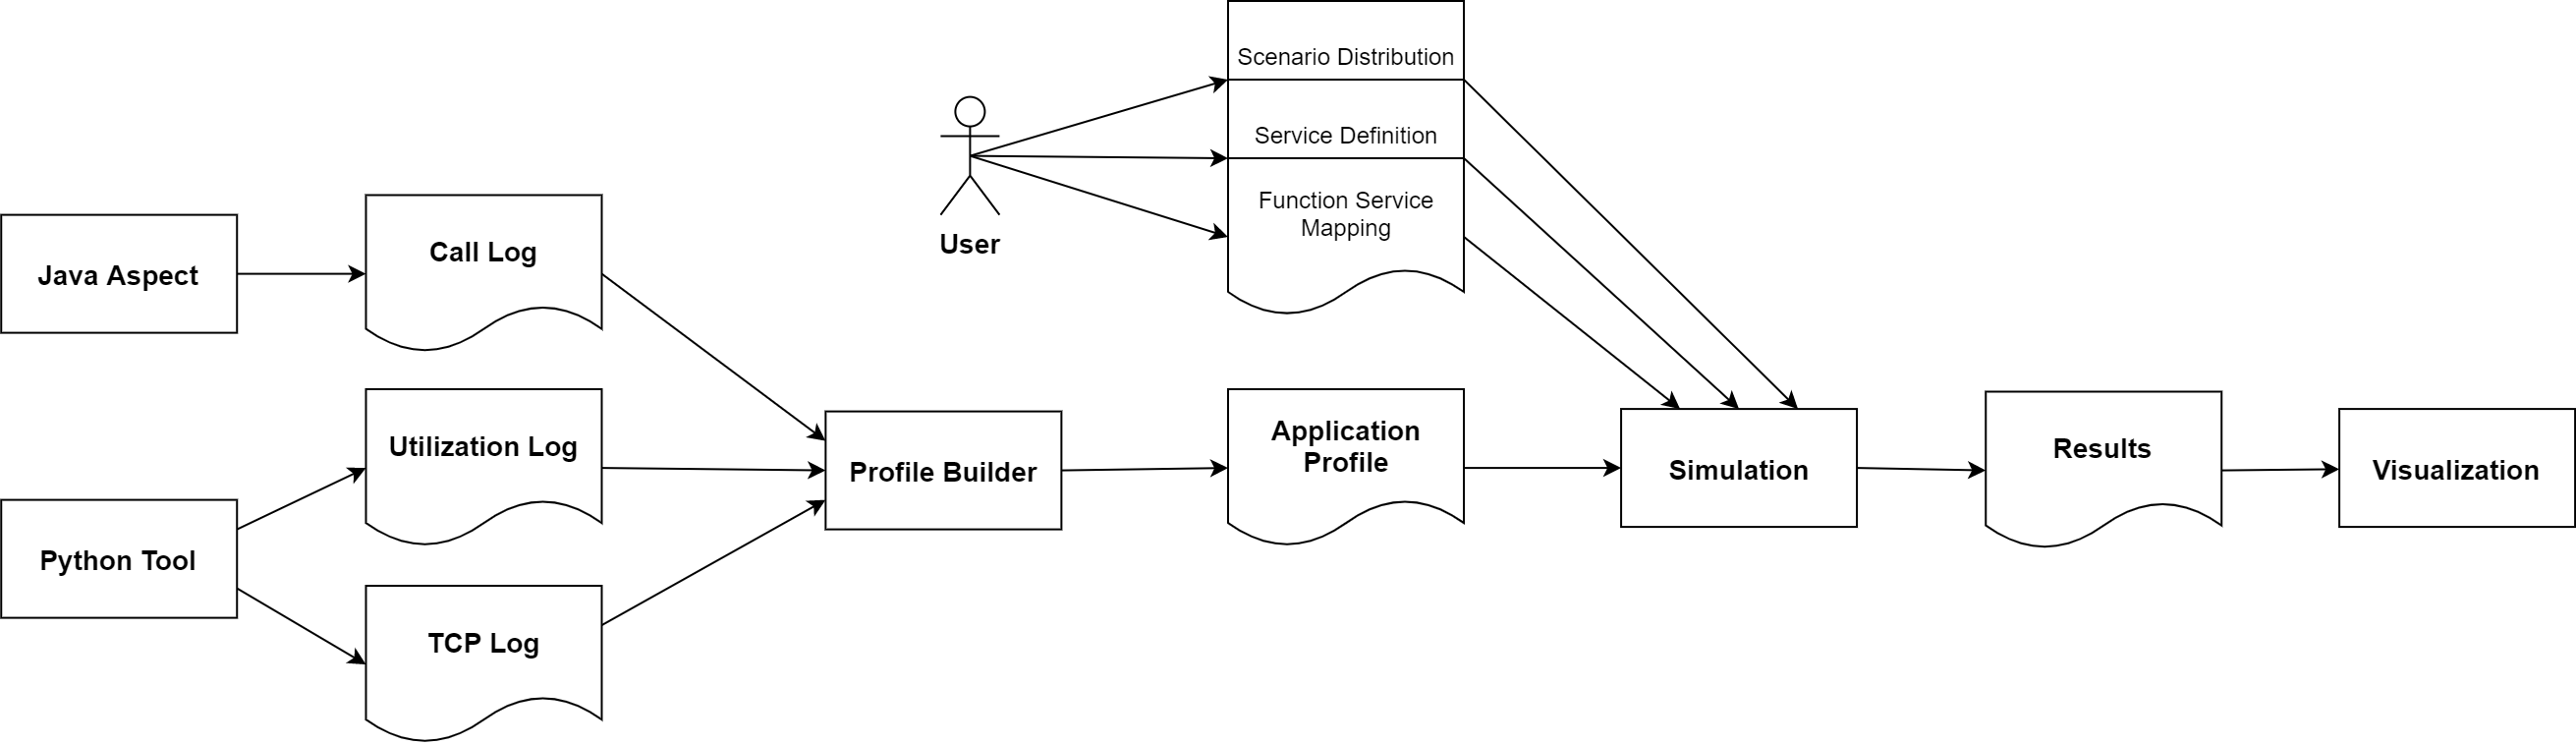 Scenario Distribution
Service Definition
Function Service
Mapping
User
Call Log
Java Aspect
Utilization Log
Python Tool
TCP Log
Profile Builder
Application
Profile
Simulation
Results
Visualization